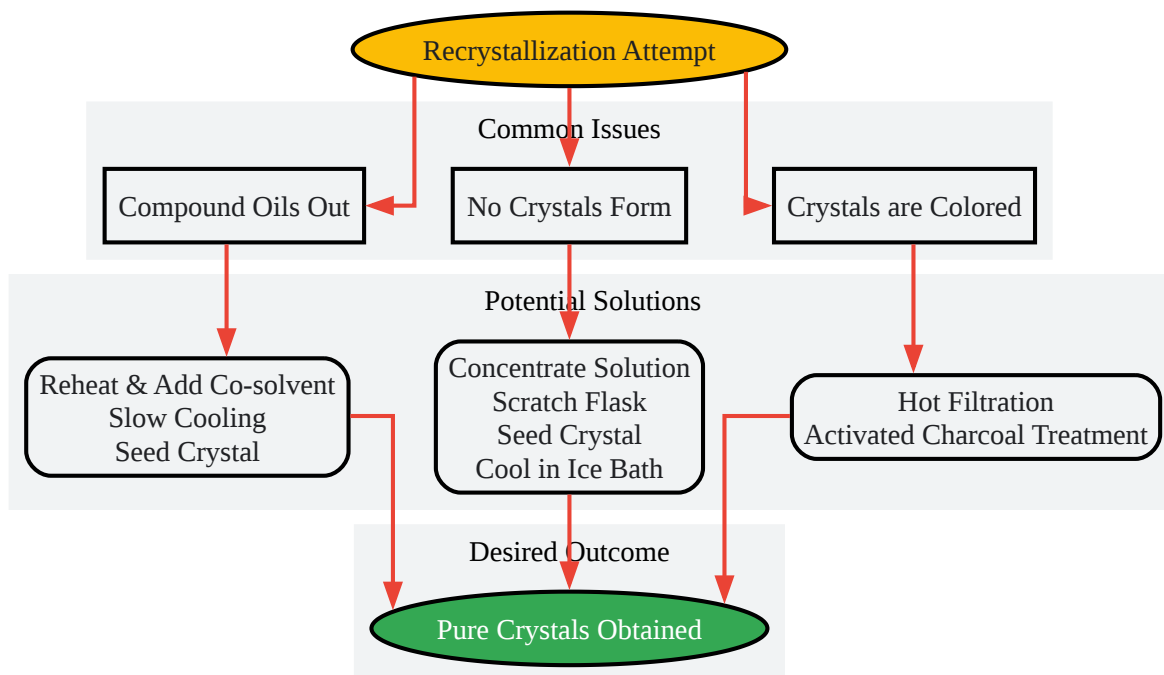 Recrystallization Attempt
Common Issues
Compound Oils Out
No Crystals Form
Crystals are Colored
Potential Solutions
Reheat & Add Co-solvent
Slow Cooling
Seed Crystal
Concentrate Solution
Scratch Flask
Seed Crystal
Cool in Ice Bath
Hot Filtration
Activated Charcoal Treatment
Desired Outcome
Pure Crystals Obtained